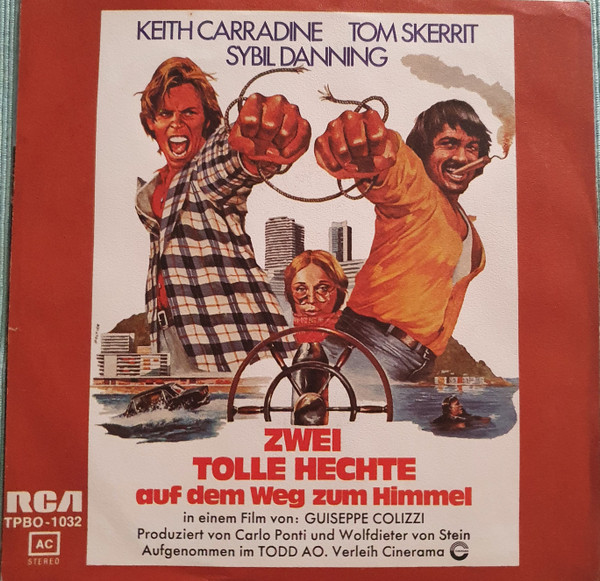 KEITH CARRADINE TOM SKERRIT
SYBIL DANNING
ZWEI
TOLLE HECHTE
auf dem Weg zum Himmel
in einem Film von: GUISEPPE COLIZZI
Produziert von Carlo Ponti und Wolfdieter von Stein
Aufgenommen im TODD AO. Verleih Cinerama
RCA
TPBO-1032
AC
STEREO